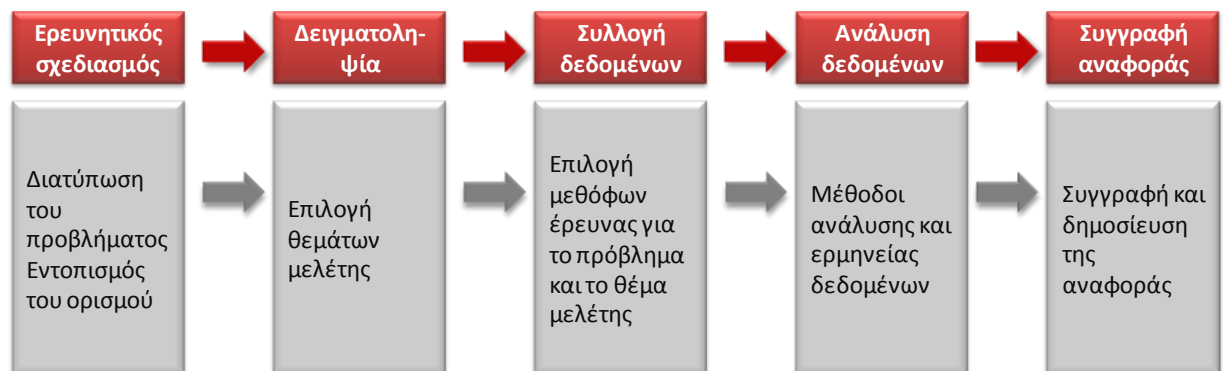 Ερευνητικός
σχεδιασμός
Δειγματολη-
ψία
Συλλογή
δεδομένων
Ανάλυση
δεδομένων
Συγγραφή
αναφοράς
Διατύπωση
του
προβλήματος
Εντοπισμός
του ορισμού
Επιλογή
θεμάτων
μελέτης
Επιλογή
μεθόφων
έρευνας για
το πρόβλημα
και το θέμα
μελέτης
Μέθοδοι
ανάλυσης και
ερμηνείας
δεδομένων
Συγγραφή και
δημοσίευση
της
αναφοράς